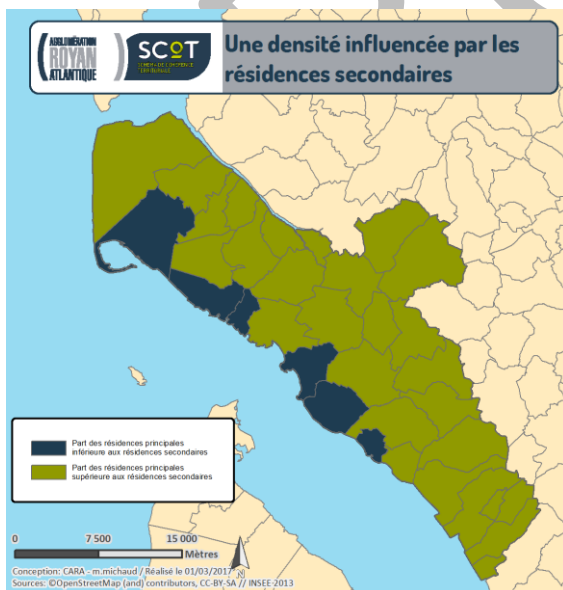 AGGLOMÉRATION
ROYAN
ATLANTIQUE
SCOT
Une densité influencée par les
résidences secondaires
Part des résidences principales
inférieure aux résidences secondaires
Part des résidences principales
supérieure aux résidences secondaires
0 7.500 15 000
Mètres
N
Conception: CARA - m.michaud / Réalisé le 01/03/2017
Sources: ©OpenStreetMap (and) contributors, CC-BY-SA // INSEE 2013